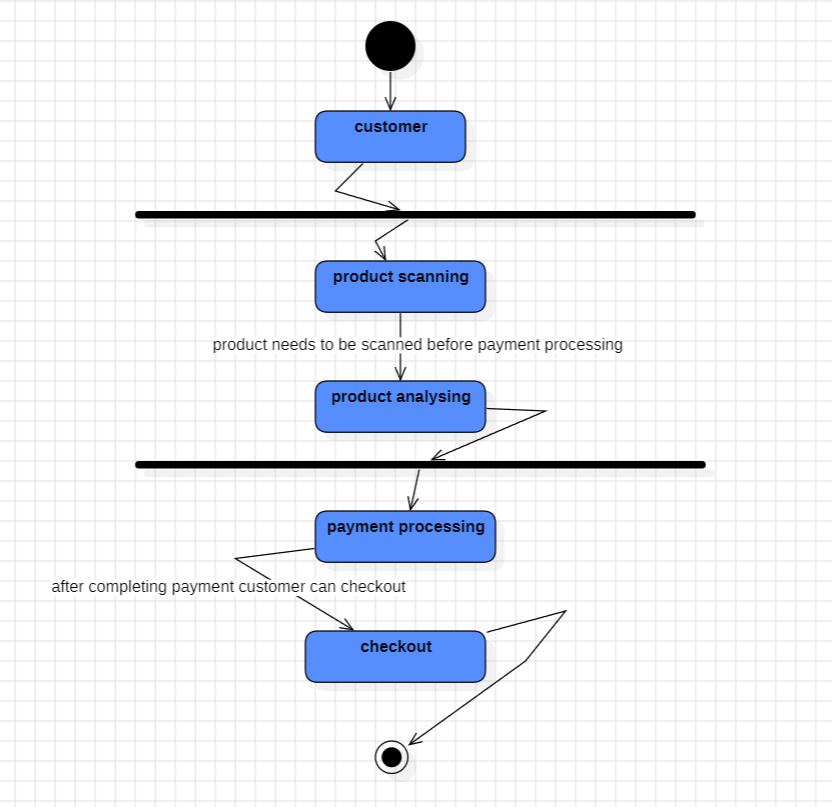 customer
product scanning
product needs to be scanned before payment processing
product analysing
payment processing
after completing payment customer can checkout
checkout